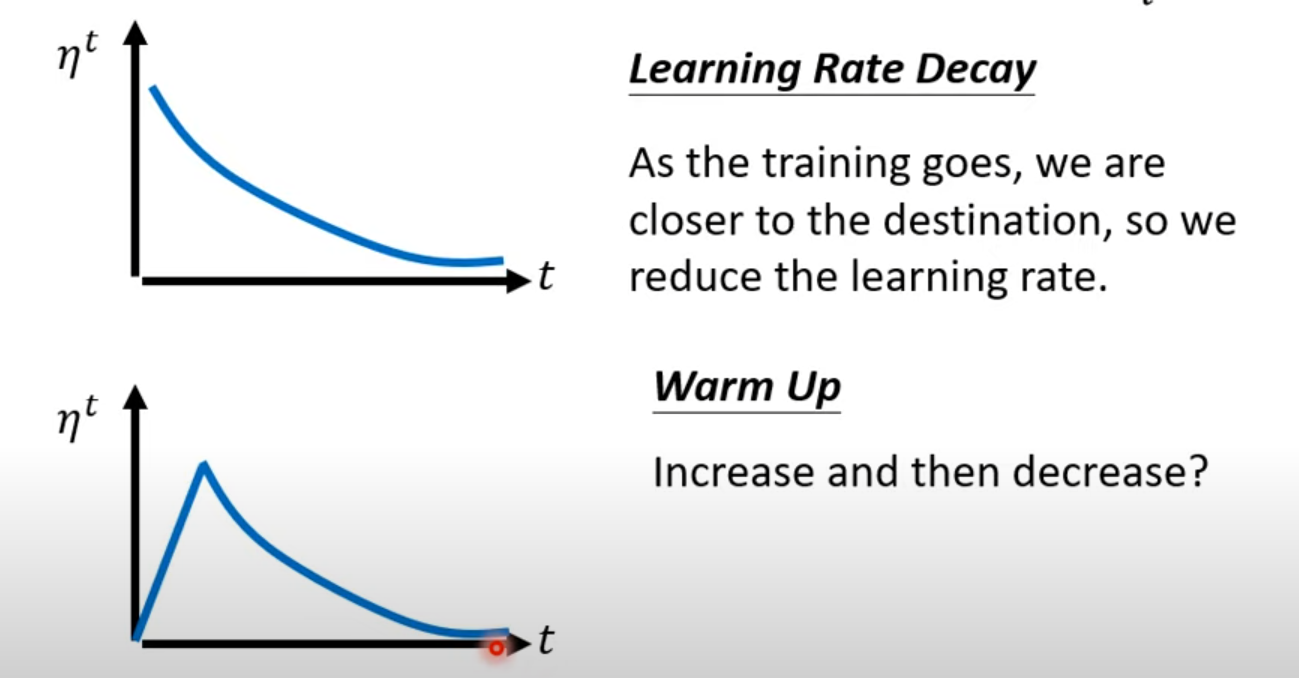 η^t
Learning Rate Decay
As the training goes, we are
closer to the destination, so we
reduce the learning rate.
t
η^t
Warm Up
Increase and then decrease?
t